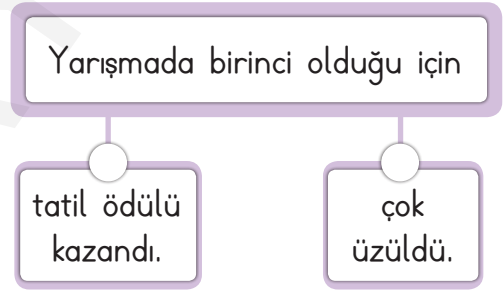 Yarışmada birinci olduğu için
tatil ödülü
kazandı.
çok
üzüldü.